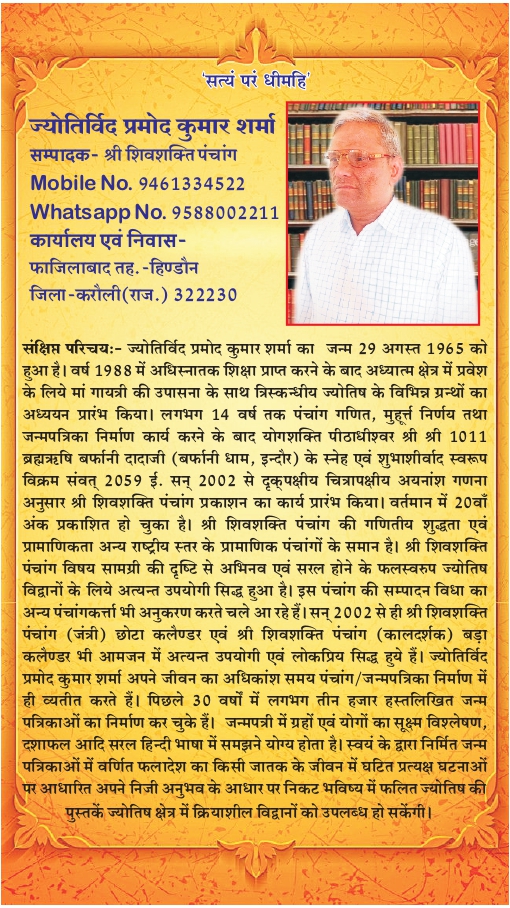 'सत्यं परं धीमहि'
ज्योतिर्विद प्रमोद कुमार शर्मा
सम्पादक- श्री शिवशक्ति पंचांग
Mobile No. 9461334522
Whatsapp No. 9588002211
कार्यालय एवं निवास-
फाजिलाबाद तह.-हिण्डौन
जिला-करौली(राज.) 322230
संक्षिप्त परिचयः- ज्योतिर्विद प्रमोद कुमार शर्मा का जन्म 29 अगस्त 1965 को
हुआ है। वर्ष 1988 में अधिस्नातक शिक्षा प्राप्त करने के बाद अध्यात्म क्षेत्र में प्रवेश
के लिये मां गायत्री की उपासना के साथ त्रिस्कन्धीय ज्योतिष के विभिन्न ग्रन्थों का
अध्ययन प्रारंभ किया। लगभग 14 वर्ष तक पंचांग गणित, मुहूर्त्त निर्णय तथा
जन्मपत्रिका निर्माण कार्य करने के बाद योगशक्ति पीठाधीश्वर श्री श्री 1011
ब्रह्मऋषि बर्फानी दादाजी (बर्फानी धाम, इन्दौर) के स्नेह एवं शुभाशीर्वाद स्वरूप
विक्रम संवत् 2059 ई. सन् 2002 से दृक्पक्षीय चित्रापक्षीय अयनांश गणना
अनुसार श्री शिवशक्ति पंचांग प्रकाशन का कार्य प्रारंभ किया। वर्तमान में 20वाँ
अंक प्रकाशित हो चुका है। श्री शिवशक्ति पंचांग की गणितीय शुद्धता एवं
प्रामाणिकता अन्य राष्ट्रीय स्तर के प्रामाणिक पंचांगों के समान है। श्री शिवशक्ति
पंचांग विषय सामग्री की दृष्टि से अभिनव एवं सरल होने के फलस्वरुप ज्योतिष
विद्वानों के लिये अत्यन्त उपयोगी सिद्ध हुआ है। इस पंचांग की सम्पादन विधा का
अन्य पंचांगकर्त्ता भी अनुकरण करते चले आ रहे हैं। सन् 2002 से ही श्री शिवशक्ति
पंचांग (जंत्री) छोटा कलैण्डर एवं श्री शिवशक्ति पंचांग (कालदर्शक) बड़ा
कलैण्डर भी आमजन में अत्यन्त उपयोगी एवं लोकप्रिय सिद्ध हुये हैं। ज्योतिर्विद
प्रमोद कुमार शर्मा अपने जीवन का अधिकांश समय पंचांग/जन्मपत्रिका निर्माण में
ही व्यतीत करते हैं। पिछले 30 वर्षों में लगभग तीन हजार हस्तलिखित जन्म
पत्रिकाओं का निर्माण कर चुके हैं। जन्मपत्री में ग्रहों एवं योगों का सूक्ष्म विश्लेषण,
दशाफल आदि सरल हिन्दी भाषा में समझने योग्य होता है। स्वयं के द्वारा निर्मित जन्म
पत्रिकाओं में वर्णित फलादेश का किसी जातक के जीवन में घटित प्रत्यक्ष घटनाओं
पर आधारित अपने निजी अनुभव के आधार पर निकट भविष्य में फलित ज्योतिष की
पुस्तकें ज्योतिष क्षेत्र में क्रियाशील विद्वानों को उपलब्ध हो सकेंगी।